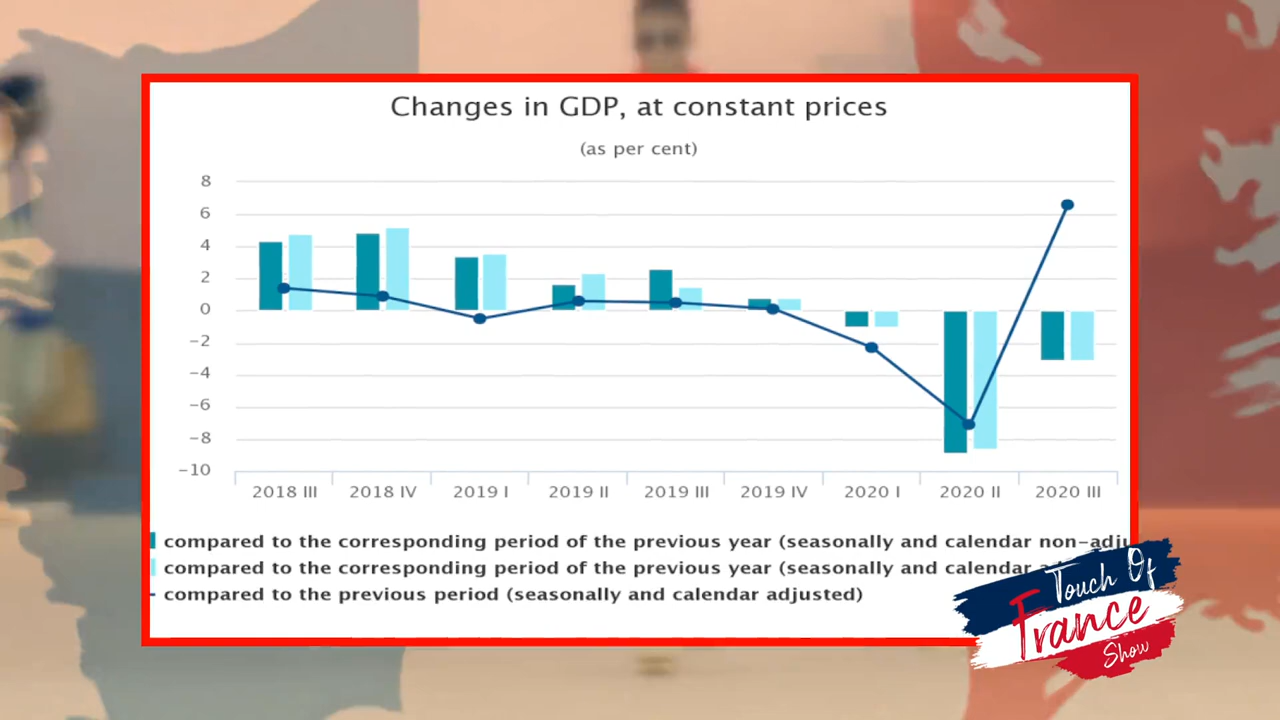 Changes in GDP, at constant prices
(as per cent)
8
6
4
2
0
−2
−4
−6
−8
−10
2018 III 2018 IV 2019 I 2019 II 2019 III 2019 IV 2020 I 2020 II 2020 III
compared to the corresponding period of the previous year (seasonally and calendar non−adju
compared to the corresponding period of the previous year (seasonally and calendar
compared to the previous period (seasonally and calendar adjusted)
Touch Of
France
Show